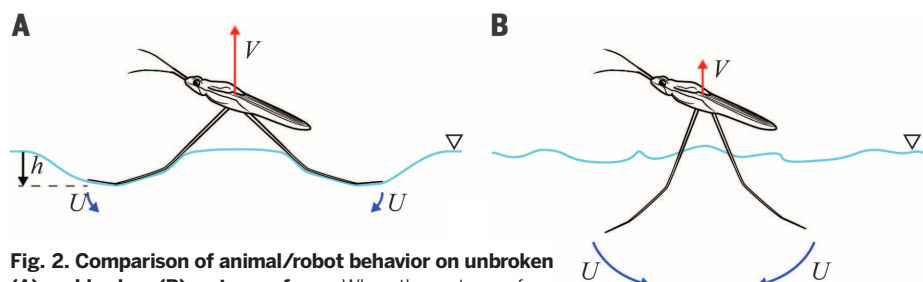 A
B
V
V
h
U
U
Fig. 2. Comparison of animal/robot behavior on unbroken
U
U